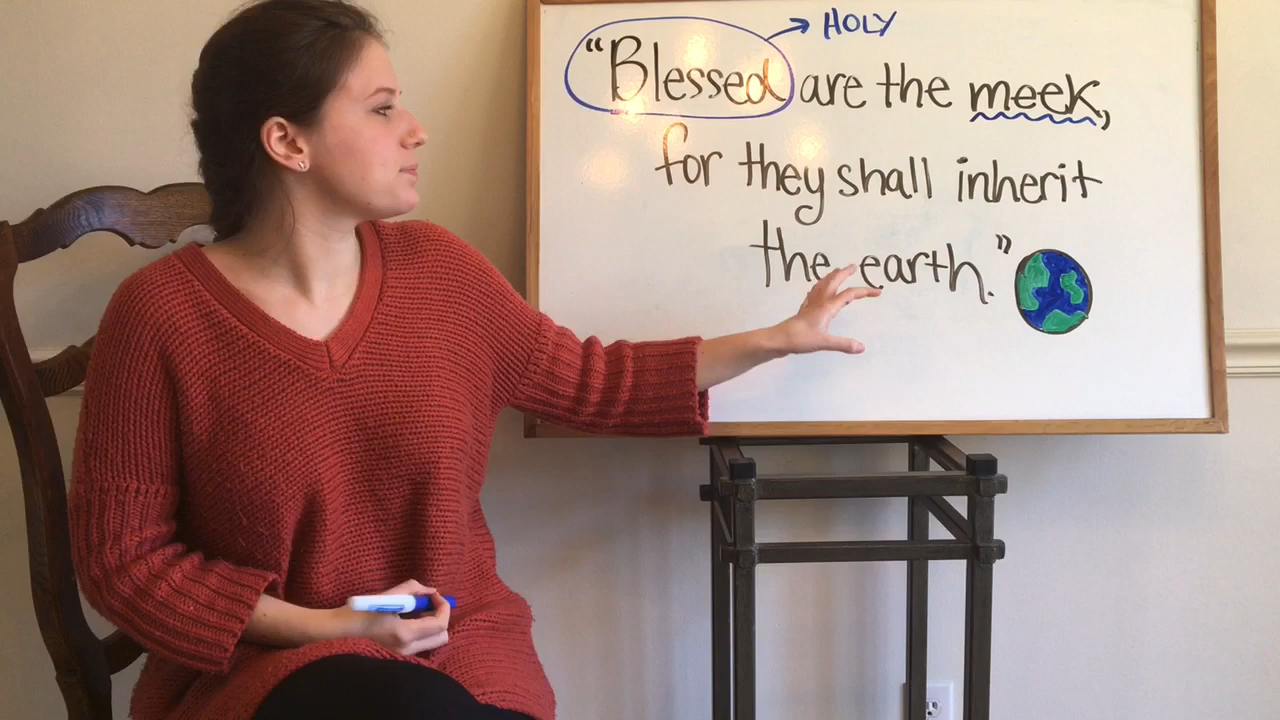 HOLY
"Blessed are the meek,
for they shall inherit
the earth."